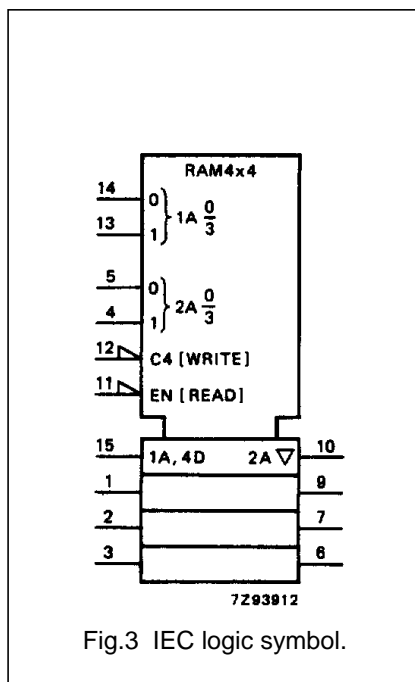 RAM4x4
14 0
1A 0/3
13 1
5 0
2A 0/3
4 1
12 C4 [WRITE]
11 EN [READ]
15 1A, 4D 2A ▽ 10
1 9
2 7
3 6
7Z93912
Fig.3 IEC logic symbol.